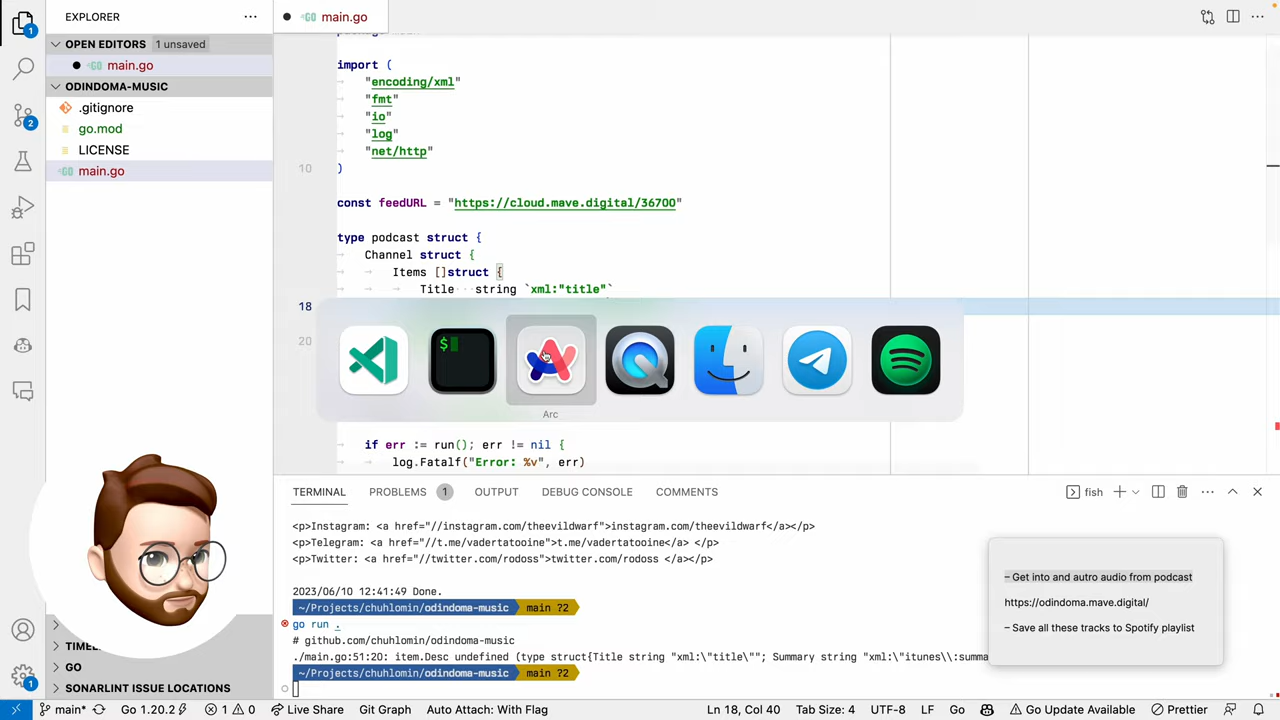 EXPLORER
main.go
OPEN EDITORS 1 unsaved
main.go
ODINDOMA-MUSIC
.gitignore
go.mod
LICENSE
main.go
import (
"encoding/xml"
"fmt"
"io"
"log"
"net/http"
10 )
const feedURL = "https://cloud.mave.digital/36700"
type podcast struct {
Channel struct {
Items []struct {
Title string `xml:"title"`
18
20
$
Arc
if err := run(); err != nil {
log.Fatalf("Error: %v", err)
TERMINAL PROBLEMS 1 OUTPUT DEBUG CONSOLE COMMENTS fish
<p>Instagram: <a href="//instagram.com/theevildwarf">instagram.com/theevildwarf</a></p>
<p>Telegram: <a href="//t.me/vadertatooine">t.me/vadertatooine</a> </p>
<p>Twitter: <a href="//twitter.com/rodoss">twitter.com/rodoss </a></p>
2023/06/10 12:41:49 Done.
~/Projects/chuhlomin/odindoma-music main ?2
go run .
# github.com/chuhlomin/odindoma-music
./main.go:51:20: item.Desc undefined (type struct{Title string "xml:\"title\""; Summary string "xml:\"itunes\\:summa
~/Projects/chuhlomin/odindoma-music main ?2
– Get into and autro audio from podcast
https://odindoma.mave.digital/
– Save all these tracks to Spotify playlist
GO
SONARLINT ISSUE LOCATIONS
main* Go 1.20.2 1 0 Live Share Git Graph Auto Attach: With Flag Ln 18, Col 40 Tab Size: 4 UTF-8 LF Go Go Update Available Prettier